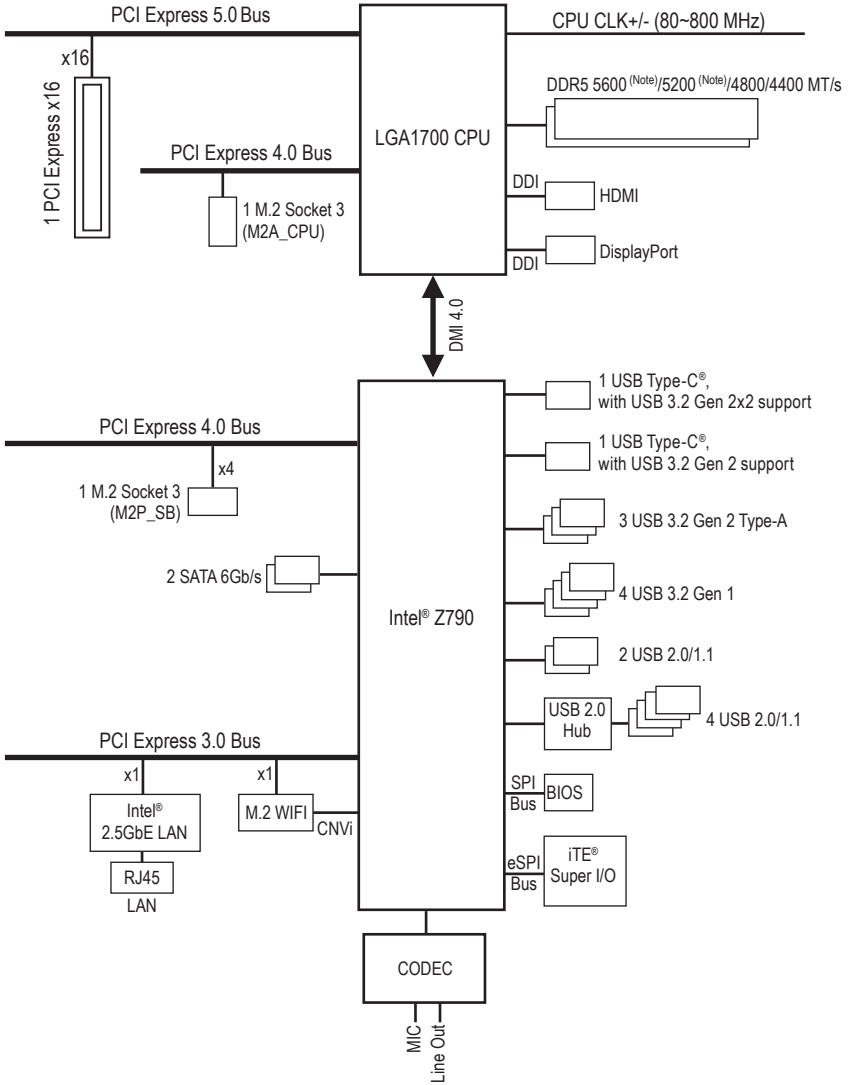 PCI Express 5.0 Bus
CPU CLK+/- (80~800 MHz)
x16
1 PCI Express x16
DDR5 5600 (Note)/5200 (Note)/4800/4400 MT/s
LGA1700 CPU
PCI Express 4.0 Bus
1 M.2 Socket 3
(M2A_CPU)
DDI
HDMI
DisplayPort
DDI
DMI 4.0
1 USB Type-C®,
with USB 3.2 Gen 2x2 support
PCI Express 4.0 Bus
1 USB Type-C®,
with USB 3.2 Gen 2 support
x4
1 M.2 Socket 3
(M2P_SB)
3 USB 3.2 Gen 2 Type-A
2 SATA 6Gb/s
4 USB 3.2 Gen 1
Intel® Z790
2 USB 2.0/1.1
USB 2.0
Hub
4 USB 2.0/1.1
PCI Express 3.0 Bus
x1
x1
Intel®
2.5GbE LAN
M.2 WIFI
CNVi
SPI
Bus
BIOS
RJ45
LAN
eSPI
Bus
iTE®
Super I/O
CODEC
MIC
Line Out